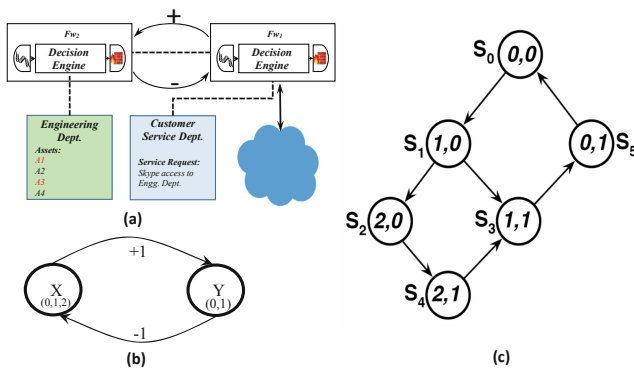 +
Fw₂
Decision
Engine
Fw₁
Decision
Engine
-
Engineering
Dept.
Assets:
A1
A2
A3
A4
Customer
Service Dept.
Service Request:
Skype access to
Engg. Dept.
(a)
+1
X
(0,1,2)
Y
(0,1)
-1
(b)
S₀ 0,0
S₁ 1,0
0,1 S₅
S₂ 2,0
S₃ 1,1
S₄ 2,1
(c)